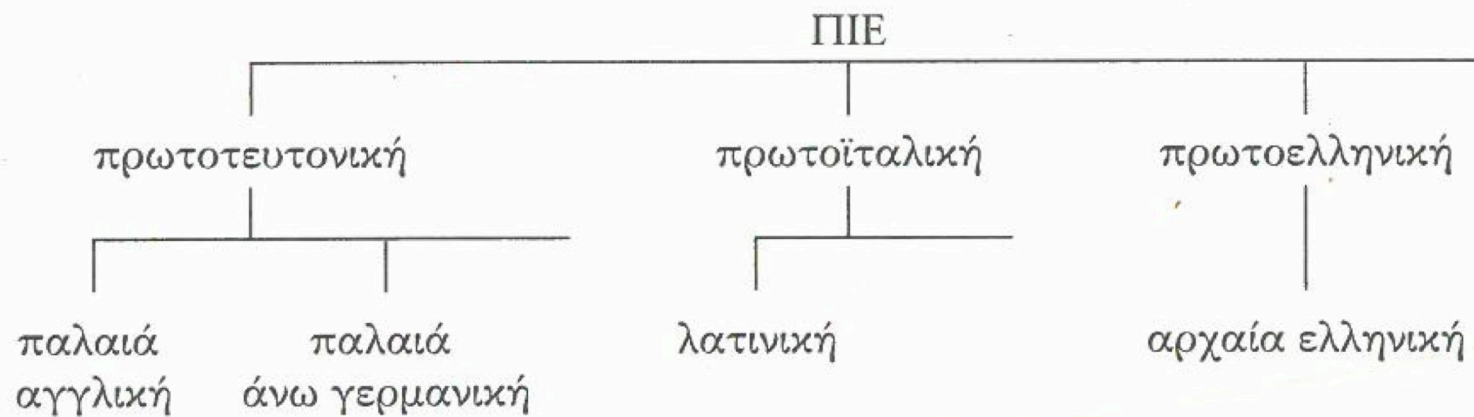 ΠΙΕ
πρωτοτευτονική πρωτοϊταλική πρωτοελληνική
παλαιά παλαιά λατινική αρχαία ελληνική
αγγλική άνω γερμανική